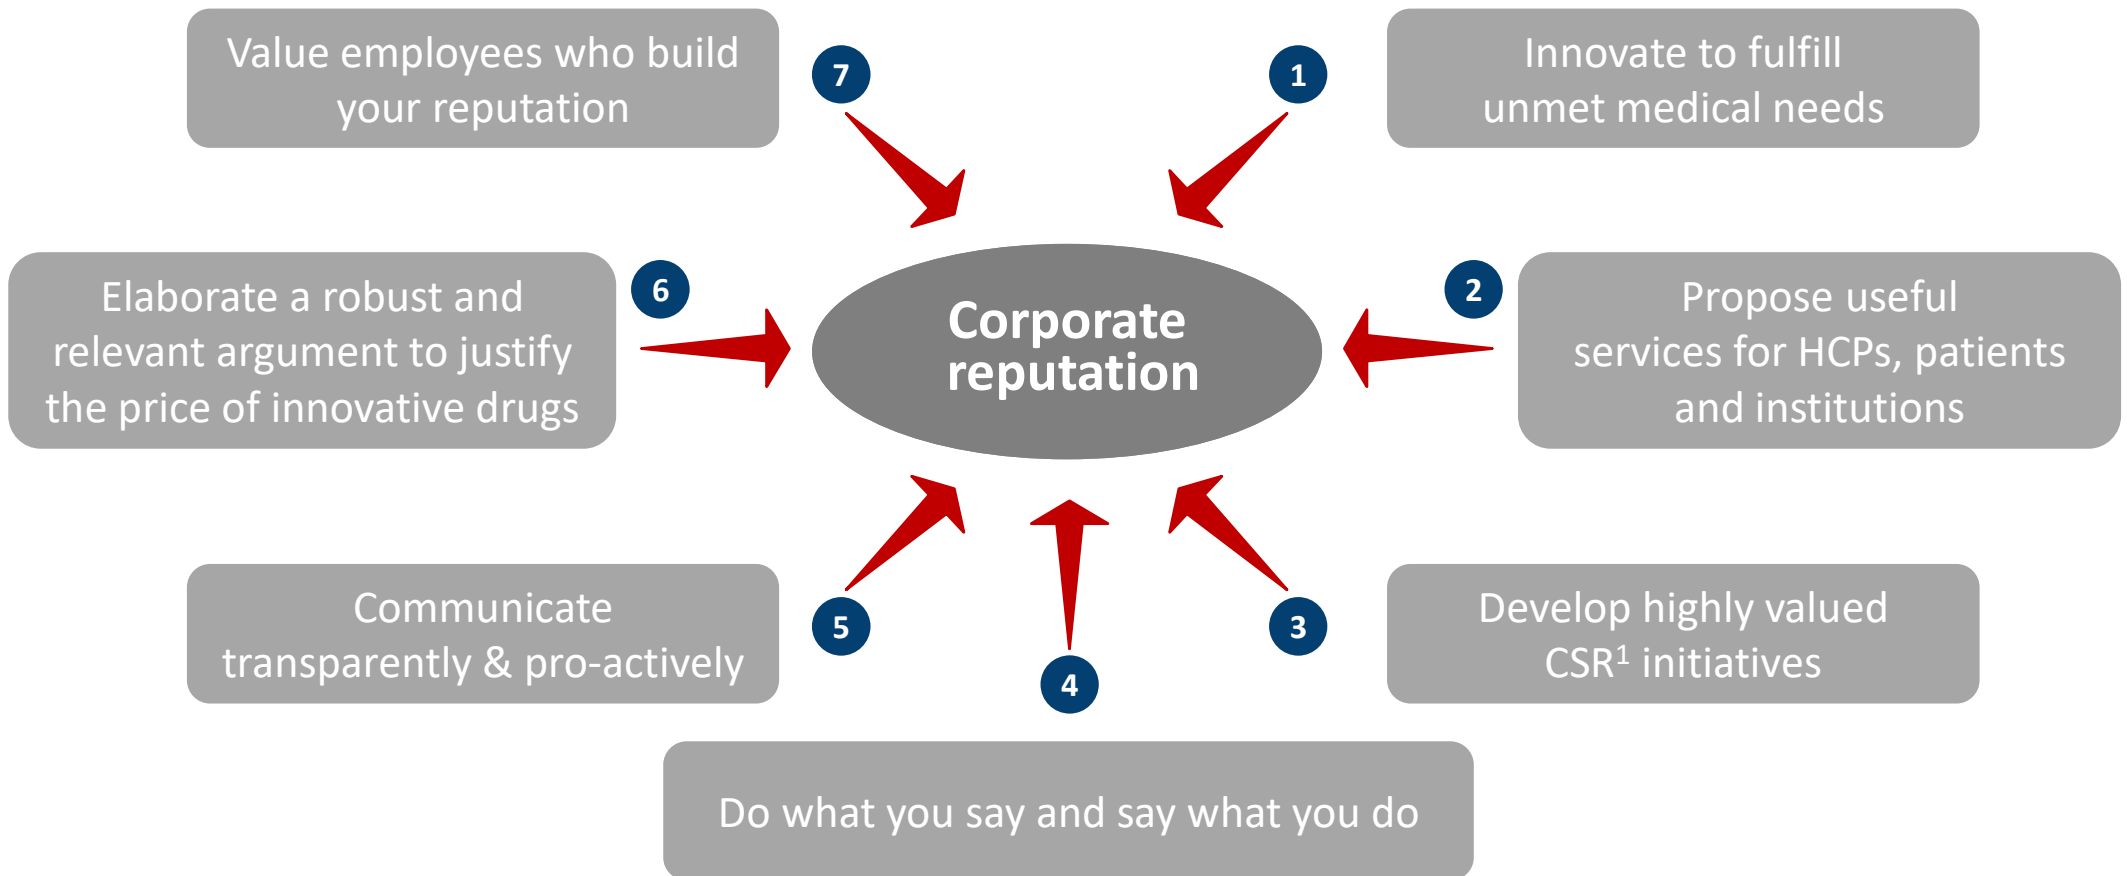 Value employees who build
your reputation
7
1
Innovate to fulfill
unmet medical needs
Elaborate a robust and
relevant argument to justify
the price of innovative drugs
6
Corporate
reputation
2
Propose useful
services for HCPs, patients
and institutions
Communicate
transparently & pro-actively
5
4
3
Develop highly valued
CSR¹ initiatives
Do what you say and say what you do